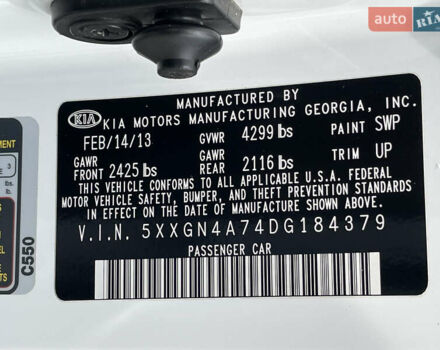 auto RIA
MANUFACTURED BY
KIA KIA MOTORS MANUFACTURING GEORGIA, INC.
FEB/14/13 GVWR 4299 lbs PAINT SWP
GAWR FRONT 2425 lbs GAWR REAR 2116 lbs TRIM UP
THIS VEHICLE CONFORMS TO ALL APPLICABLE U.S.A. FEDERAL
MOTOR VEHICLE SAFETY, BUMPER, AND THEFT PREVENTION
STANDARDS IN EFFECT ON THE DATE OF MANUFACTURE SHOWN ABOVE.
V.I.N. 5XXGN4A74DG184379
PASSENGER CAR
C550